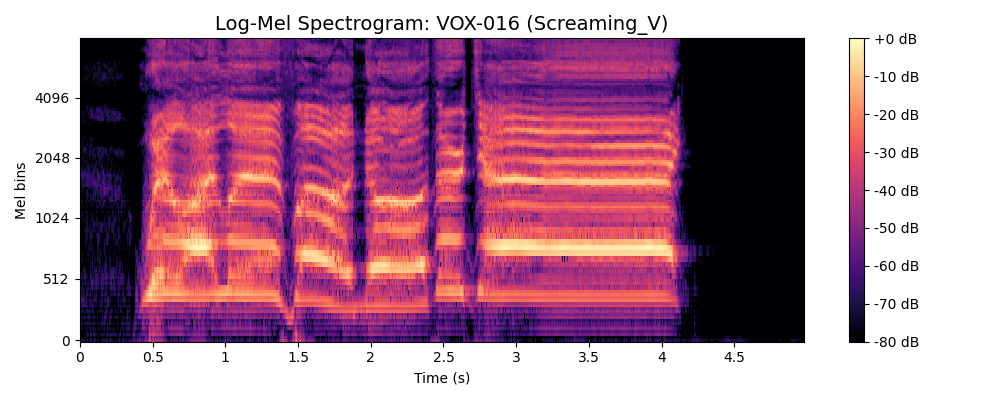 Log-Mel Spectrogram: VOX-016 (Screaming_V)
Mel bins
4096
2048
1024
512
0
0
0.5
1
1.5
2
2.5
3
3.5
4
4.5
Time (s)
+0 dB
-10 dB
-20 dB
-30 dB
-40 dB
-50 dB
-60 dB
-70 dB
-80 dB